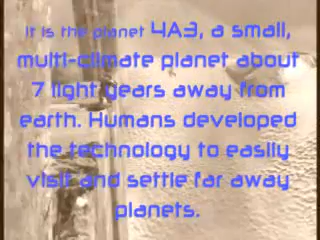 It is the planet 4A3, a small,
multi-climate planet about
7 light years away from
earth. Humans developed
the technology to easily
visit and settle far away
planets.